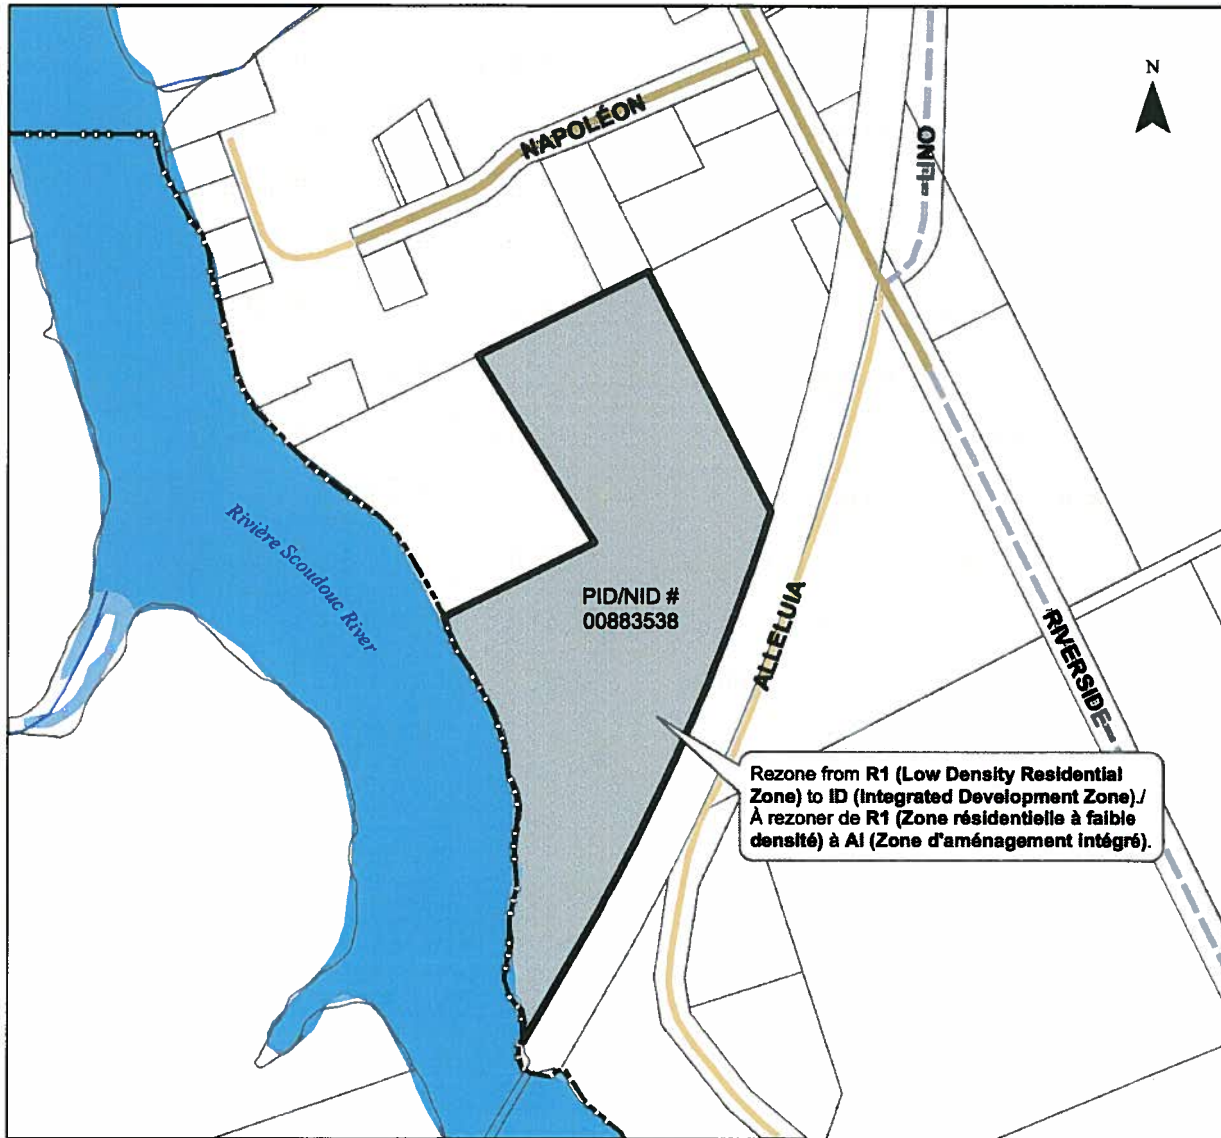 N
NAPOLÉON
LINO
Rivière Scoudouc River
PID/NID #
00883538
ALLELUIA
RIVERSIDE
Rezone from R1 (Low Density Residential
Zone) to ID (Integrated Development Zone)./
À rezoner de R1 (Zone résidentielle à faible
densité) à AI (Zone d'aménagement intégré).